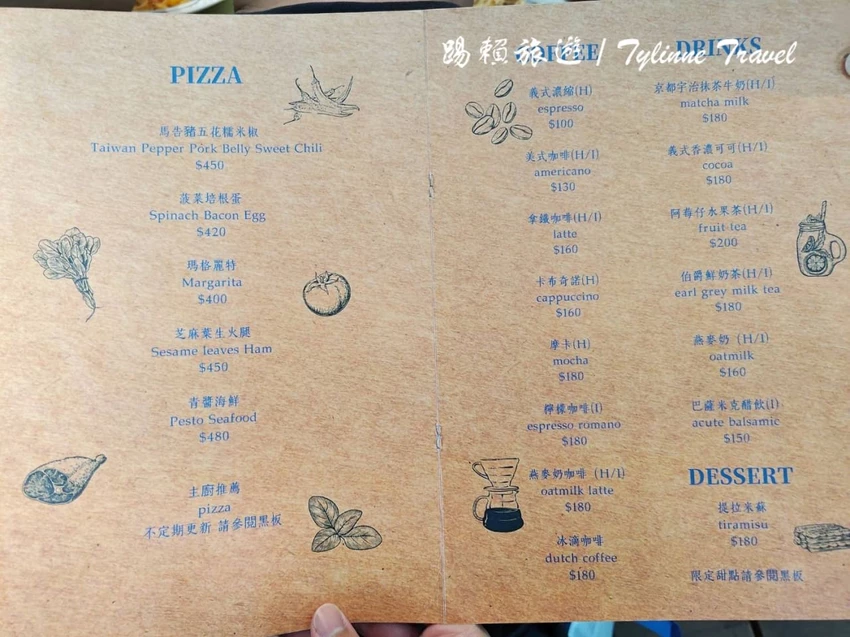 踢賴旅遊 / Tylinne Travel
PIZZA
馬告豬五花糯米椒
Taiwan Pepper Pork Belly Sweet Chili
$450
菠菜培根蛋
Spinach Bacon Egg
$420
瑪格麗特
Margarita
$400
芝麻葉生火腿
Sesame leaves Ham
$450
青醬海鮮
Pesto Seafood
$480
主廚推薦
pizza
不定期更新 請參閱黑板
COFFEE
義式濃縮(H)
espresso
$100
美式咖啡(H/I)
americano
$130
拿鐵咖啡(H/I)
latte
$160
卡布奇諾(H)
cappuccino
$160
摩卡(H)
mocha
$180
檸檬咖啡(I)
espresso romano
$180
燕麥奶咖啡 (H/I)
oatmilk latte
$180
冰滴咖啡
dutch coffee
$180
DRINKS
京都宇治抹茶牛奶(H/I)
matcha milk
$180
義式香濃可可(H/I)
cocoa
$180
阿莓仔水果茶(H/I)
fruit tea
$200
伯爵鮮奶茶(H/I)
earl grey milk tea
$180
燕麥奶 (H/I)
oatmilk
$160
巴薩米克醋飲(I)
acute balsamic
$150
DESSERT
提拉米蘇
tiramisu
$180
限定甜點請參閱黑板